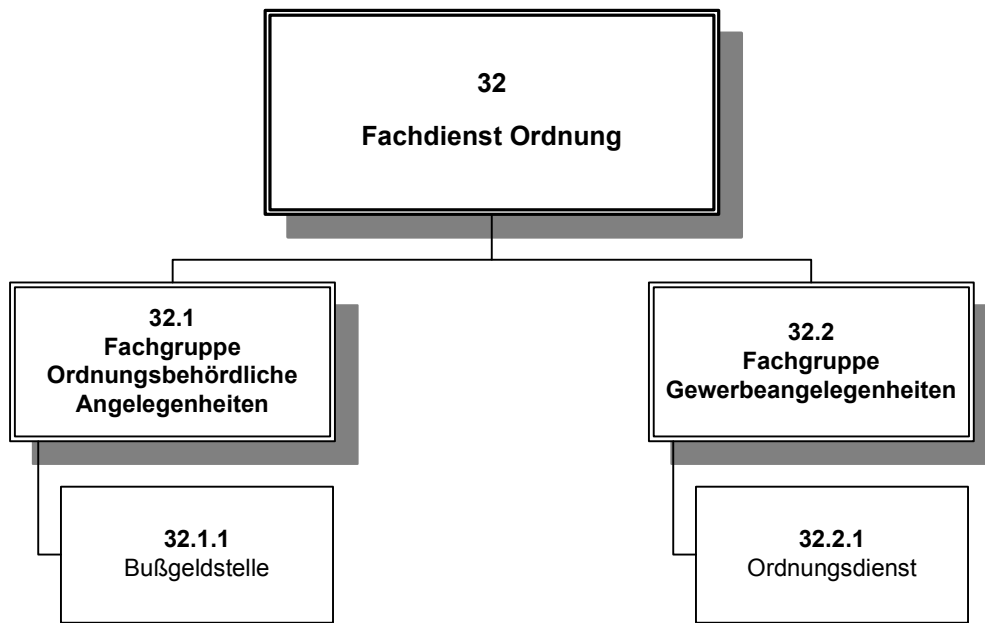 32
Fachdienst Ordnung
32.1
Fachgruppe
Ordnungsbehördliche
Angelegenheiten
32.2
Fachgruppe
Gewerbeangelegenheiten
32.1.1
Bußgeldstelle
32.2.1
Ordnungsdienst